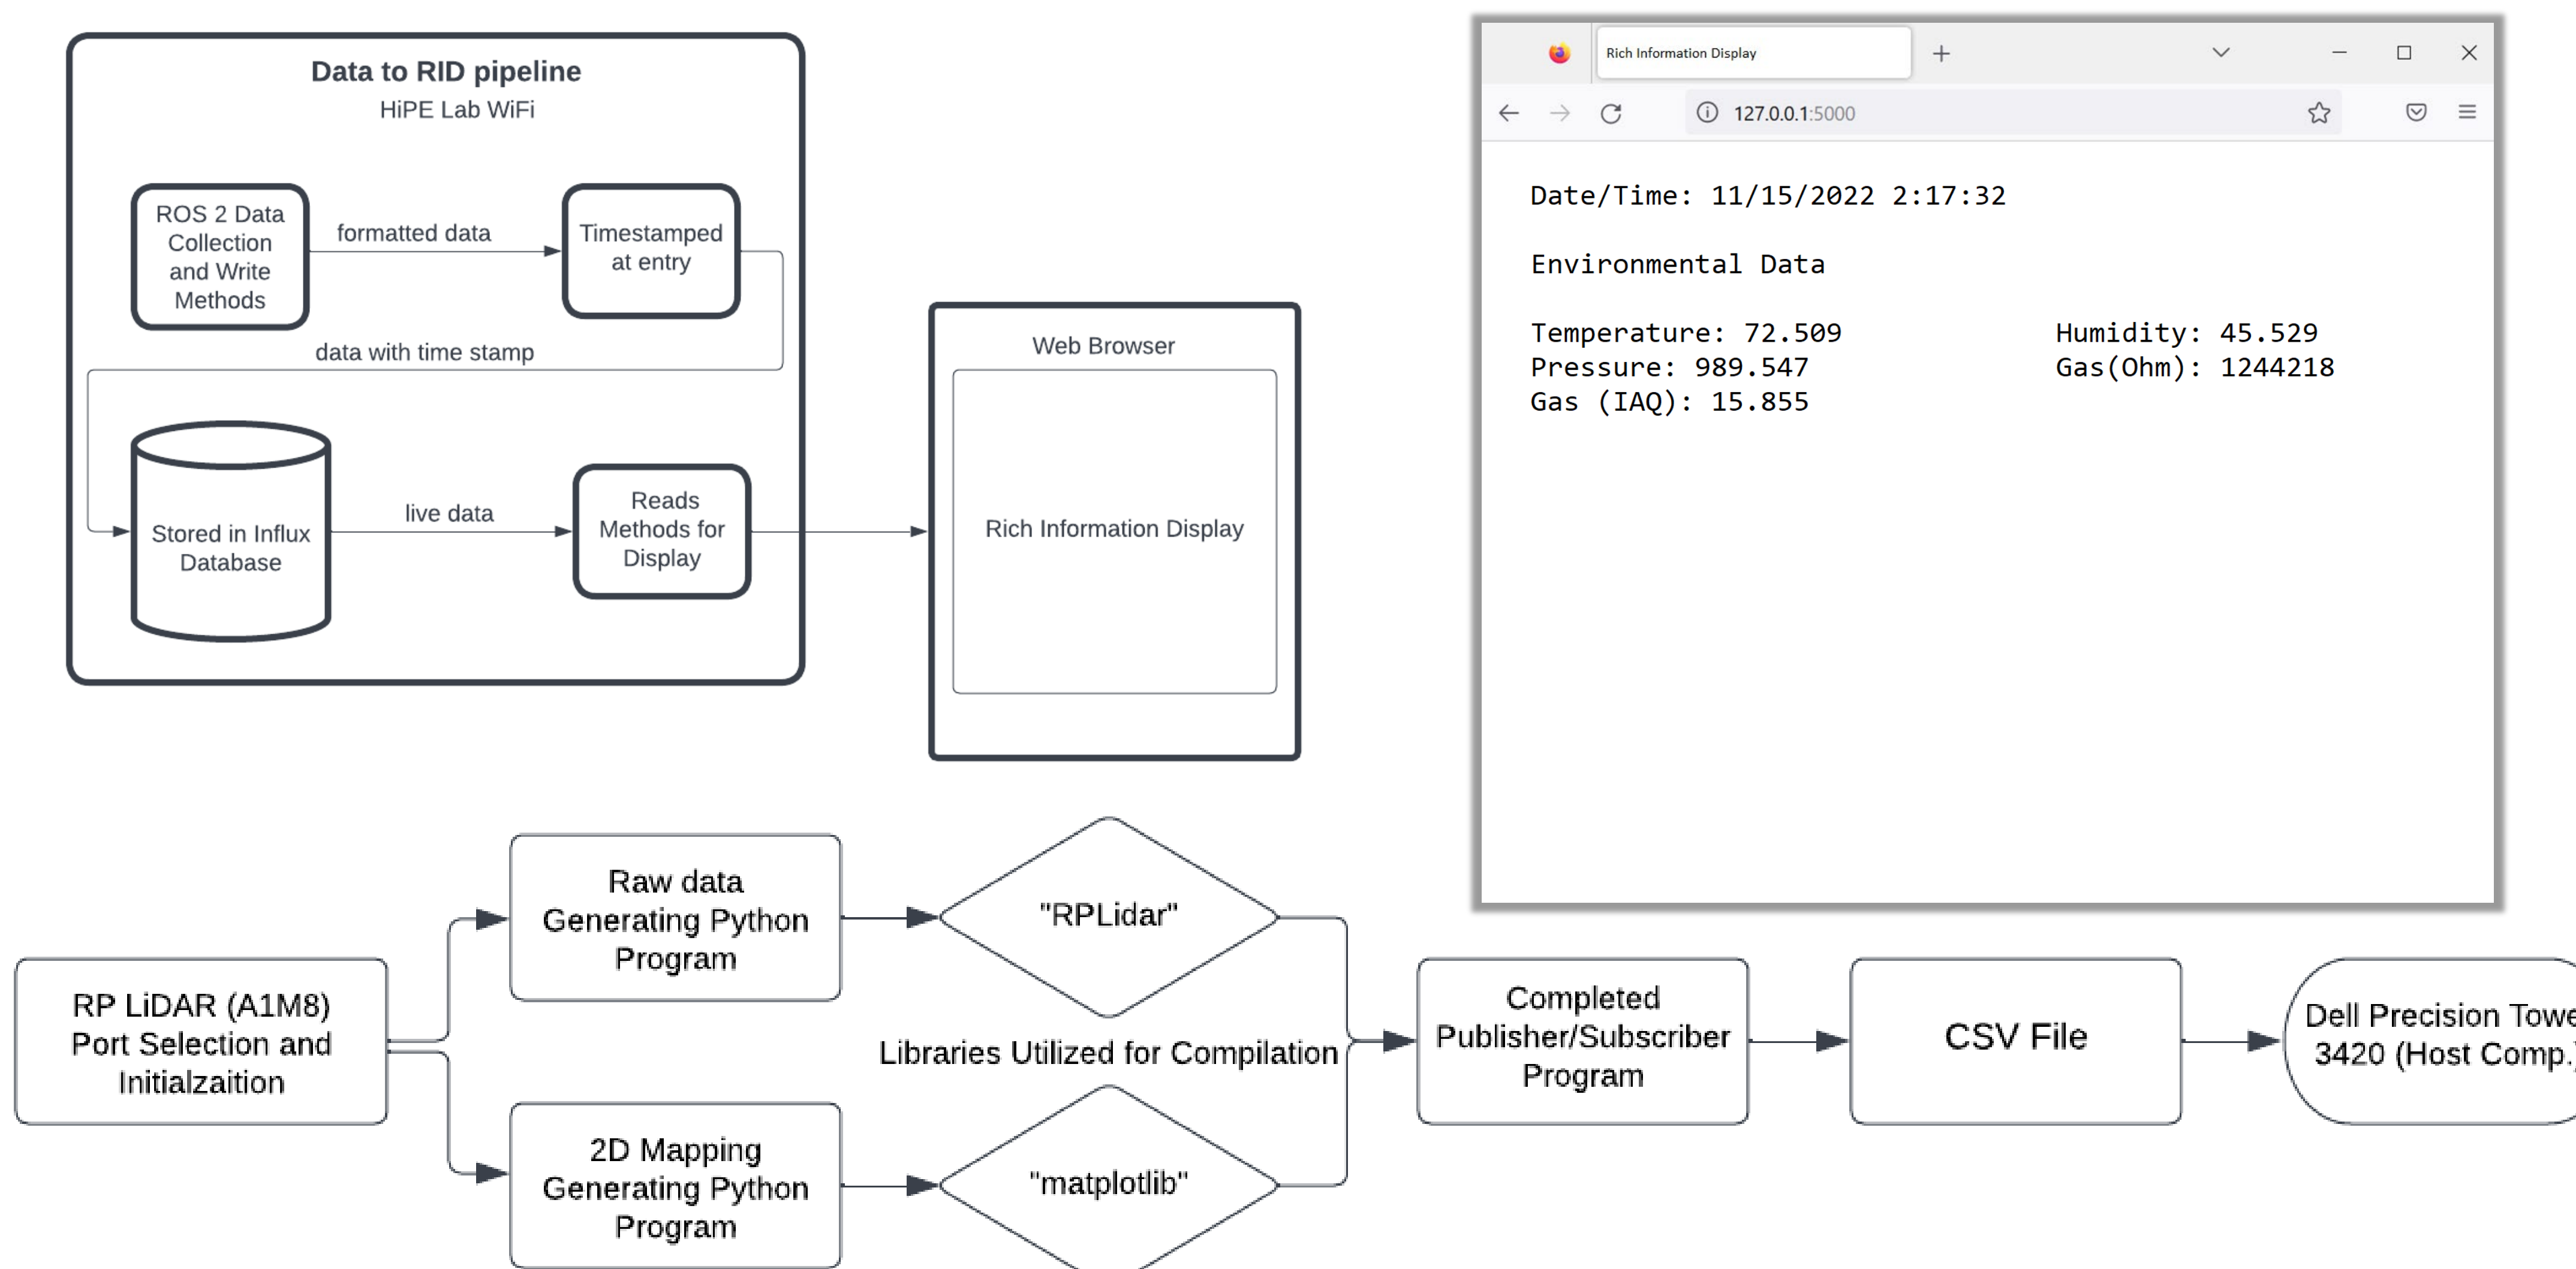 Data to RID pipeline
HiPE Lab WiFi
ROS 2 Data
Collection
and Write
Methods
formatted data
Timestamped
at entry
data with time stamp
Stored in Influx
Database
live data
Reads
Methods for
Display
Web Browser
Rich Information Display
Rich Information Display
127.0.0.1:5000
Date/Time: 11/15/2022 2:17:32
Environmental Data
Temperature: 72.509 Humidity: 45.529
Pressure: 989.547 Gas(Ohm): 1244218
Gas (IAQ): 15.855
RP LiDAR (A1M8)
Port Selection and
Initialzaition
Raw data
Generating Python
Program
"RPLidar"
Libraries Utilized for Compilation
2D Mapping
Generating Python
Program
"matplotlib"
Completed
Publisher/Subscriber
Program
CSV File
Dell Precision Towe
3420 (Host Comp.)